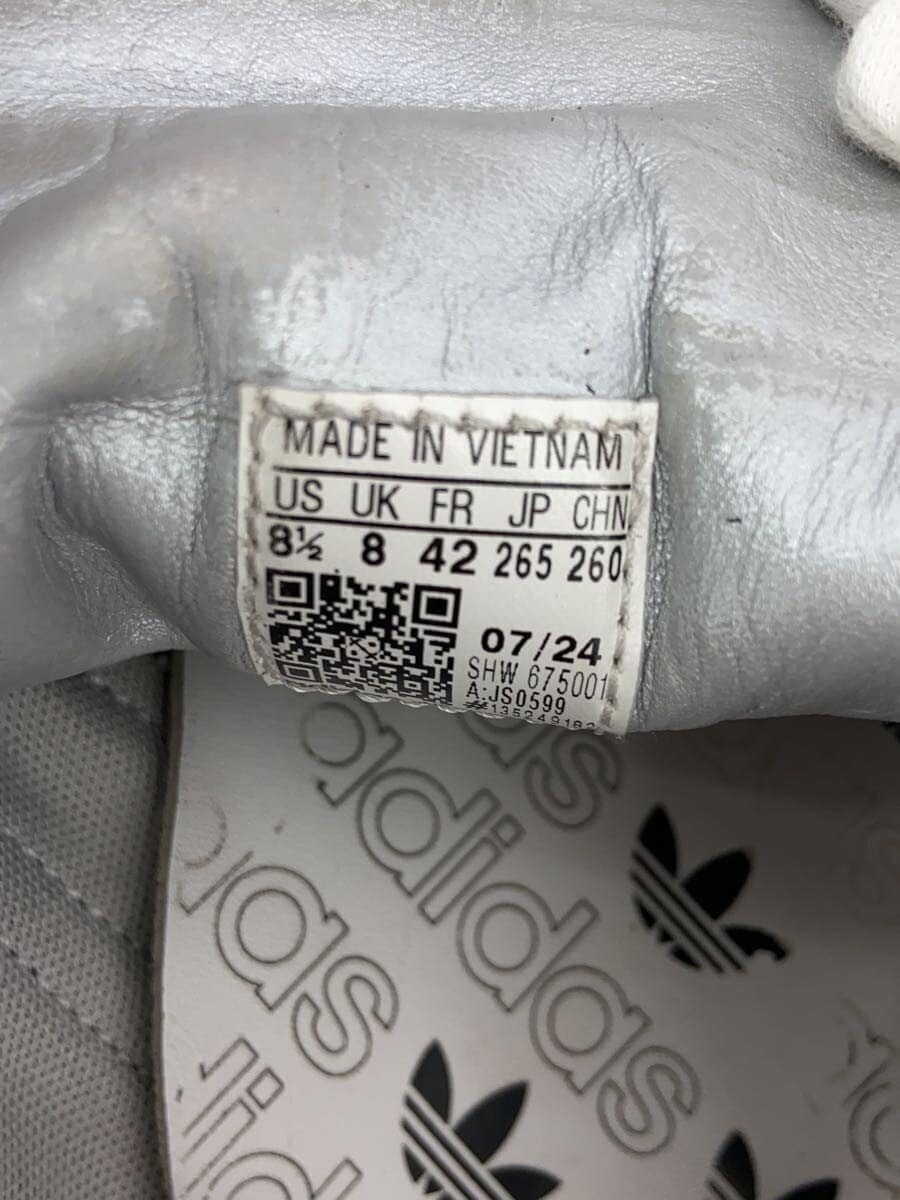 MADE IN VIETNAM
US UK FR JP CHN
8½ 8 42 265 260
07/24
SHW 675001
A:JS0599
adidas
adidas